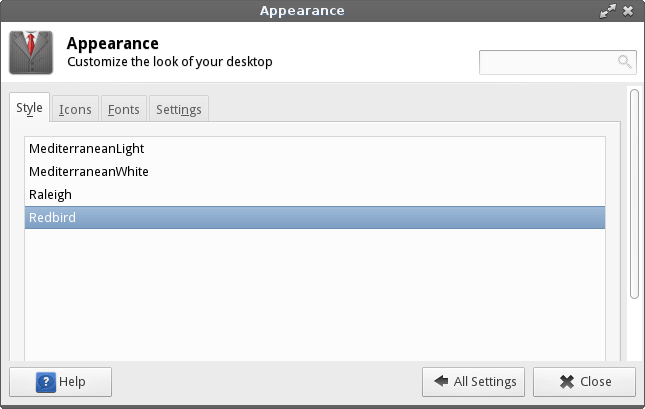 Appearance
Appearance
Customize the look of your desktop
Style Icons Fonts Settings
MediterraneanLight
MediterraneanWhite
Raleigh
Redbird
? Help All Settings Close